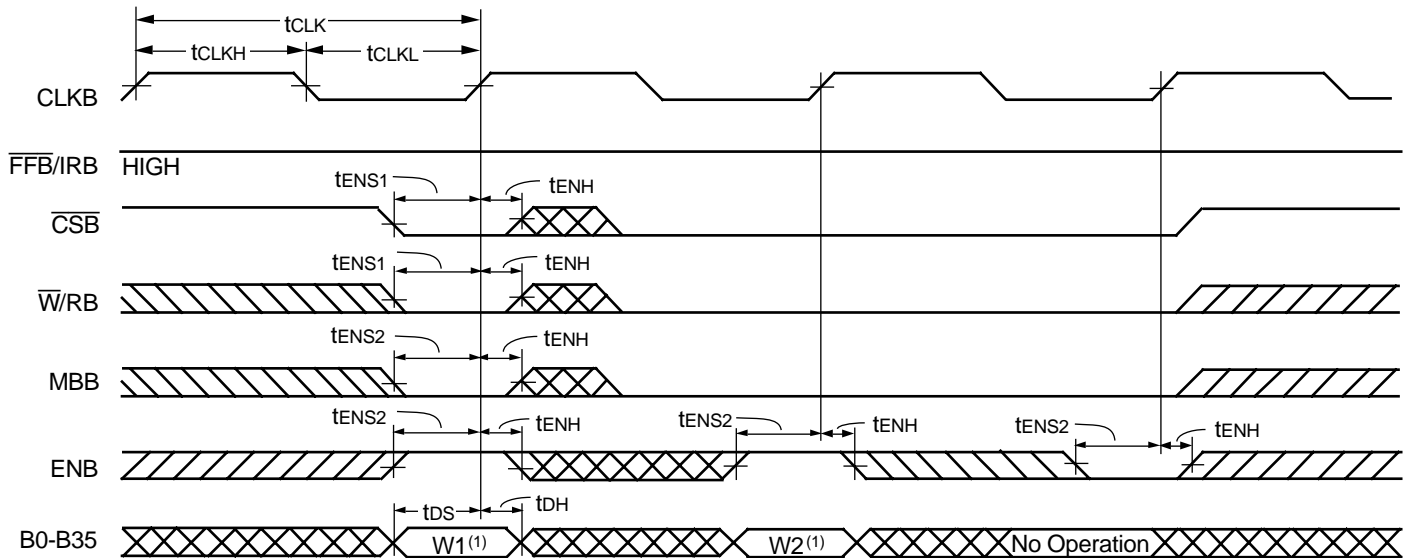 tCLK
tCLKH tCLKL
CLKB
FFB/IRB HIGH
tENS1 tENH
CSB
tENS1 tENH
W/RB
tENS2 tENH
MBB
tENS2 tENH tENS2 tENH tENS2 tENH
ENB
tDS tDH
B0-B35 W1(1) W2(1) No Operation